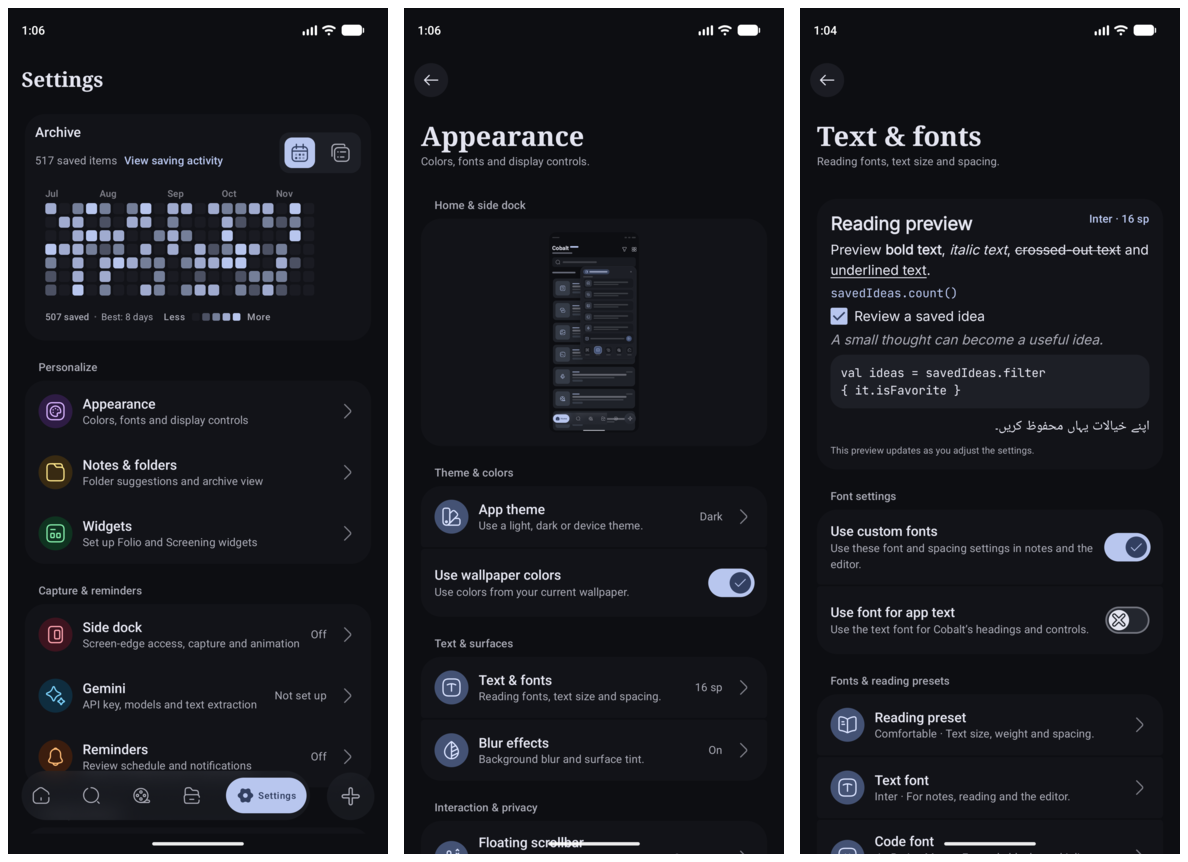 1:06
Settings
Archive
517 saved items View saving activity
Jul Aug Sep Oct Nov
507 saved · Best: 8 days Less More
Personalize
Appearance
Colors, fonts and display controls
Notes & folders
Folder suggestions and archive view
Widgets
Set up Folio and Screening widgets
Capture & reminders
Side dock
Screen-edge access, capture and animation
Off
Gemini
API key, models and text extraction
Not set up
Reminders
Review schedule and notifications
Off
Settings
1:06
Appearance
Colors, fonts and display controls.
Home & side dock
Cobalt
Theme & colors
App theme
Use a light, dark or device theme.
Dark
Use wallpaper colors
Use colors from your current wallpaper.
Text & surfaces
Text & fonts
Reading fonts, text size and spacing.
16 sp
Blur effects
Background blur and surface tint.
On
Interaction & privacy
Floating scrollbar
1:04
Text & fonts
Reading fonts, text size and spacing.
Reading preview
Inter · 16 sp
Preview bold text, italic text, crossed-out text and
underlined text.
savedIdeas.count()
Review a saved idea
A small thought can become a useful idea.
val ideas = savedIdeas.filter
{ it.isFavorite }
اپنے خیالات یہاں محفوظ کریں۔
This preview updates as you adjust the settings.
Font settings
Use custom fonts
Use these font and spacing settings in notes and the
editor.
Use font for app text
Use the text font for Cobalt's headings and controls.
Fonts & reading presets
Reading preset
Comfortable · Text size, weight and spacing.
Text font
Inter · For notes, reading and the editor.
Code font